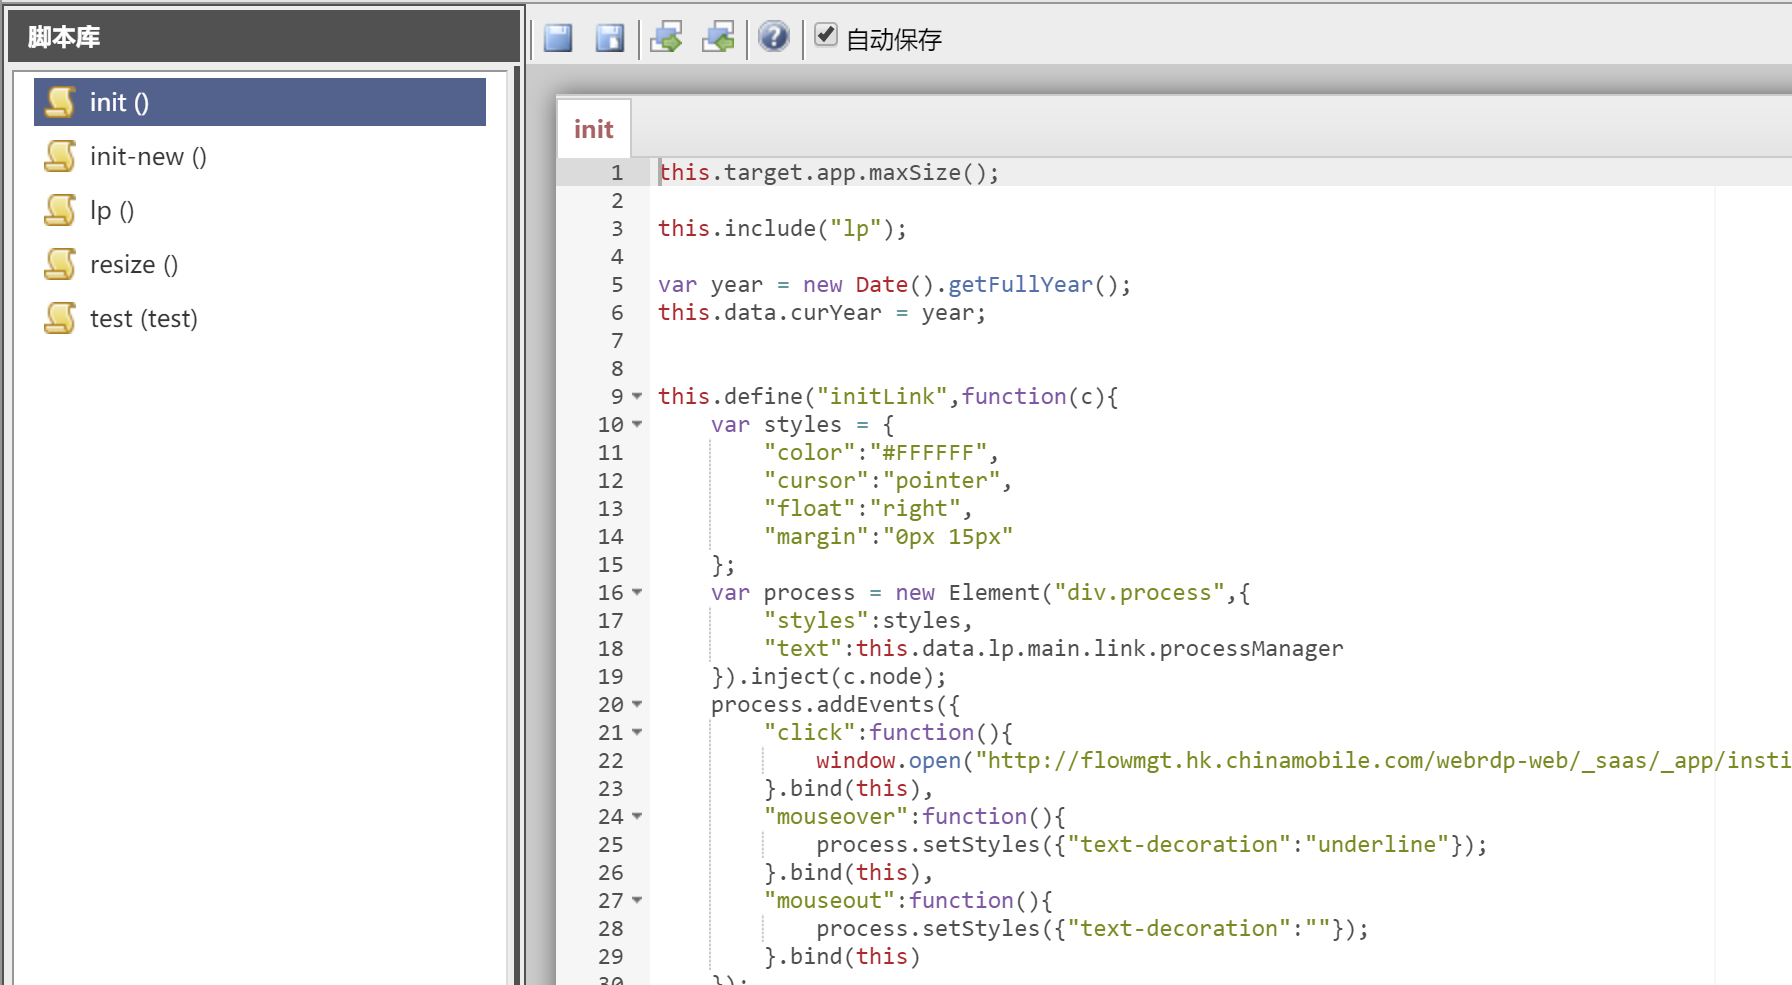 脚本库
init ()
init-new ()
lp ()
resize ()
test (test)
自动保存
init
1 this.target.app.maxSize();
2
3 this.include("lp");
4
5 var year = new Date().getFullYear();
6 this.data.curYear = year;
7
8
9 this.define("initLink",function(c){
10 var styles = {
11 "color":"#FFFFFF",
12 "cursor":"pointer",
13 "float":"right",
14 "margin":"0px 15px"
15 };
16 var process = new Element("div.process",{
17 "styles":styles,
18 "text":this.data.lp.main.link.processManager
19 }).inject(c.node);
20 process.addEvents({
21 "click":function(){
22 window.open("http://flowmgt.hk.chinamobile.com/webrdp-web/_saas/_app/insti
23 }.bind(this),
24 "mouseover":function(){
25 process.setStyles({"text-decoration":"underline"});
26 }.bind(this),
27 "mouseout":function(){
28 process.setStyles({"text-decoration":""});
29 }.bind(this)
30 });